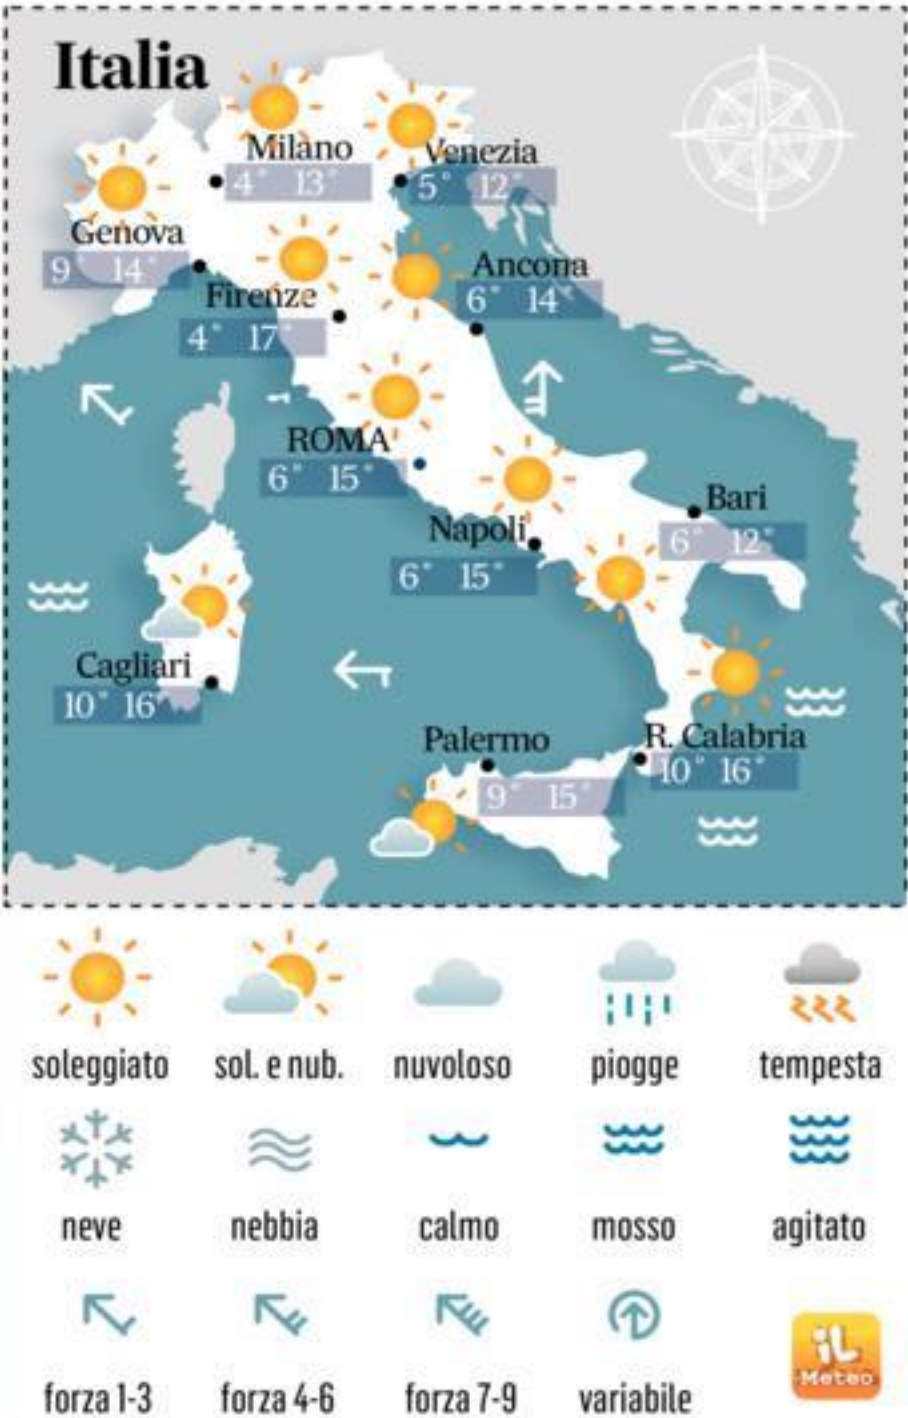 Italia
Milano
4° 13°
Venezia
5° 12°
Genova
9° 14°
Firenze
4° 17°
Ancona
6° 14°
ROMA
6° 15°
Napoli
6° 15°
Bari
6° 12°
Cagliari
10° 16°
Palermo
9° 15°
R. Calabria
10° 16°
soleggiato
sol. e nub.
nuvoloso
piogge
tempesta
neve
nebbia
calmo
mosso
agitato
forza 1-3
forza 4-6
forza 7-9
variabile
iL
Meteo